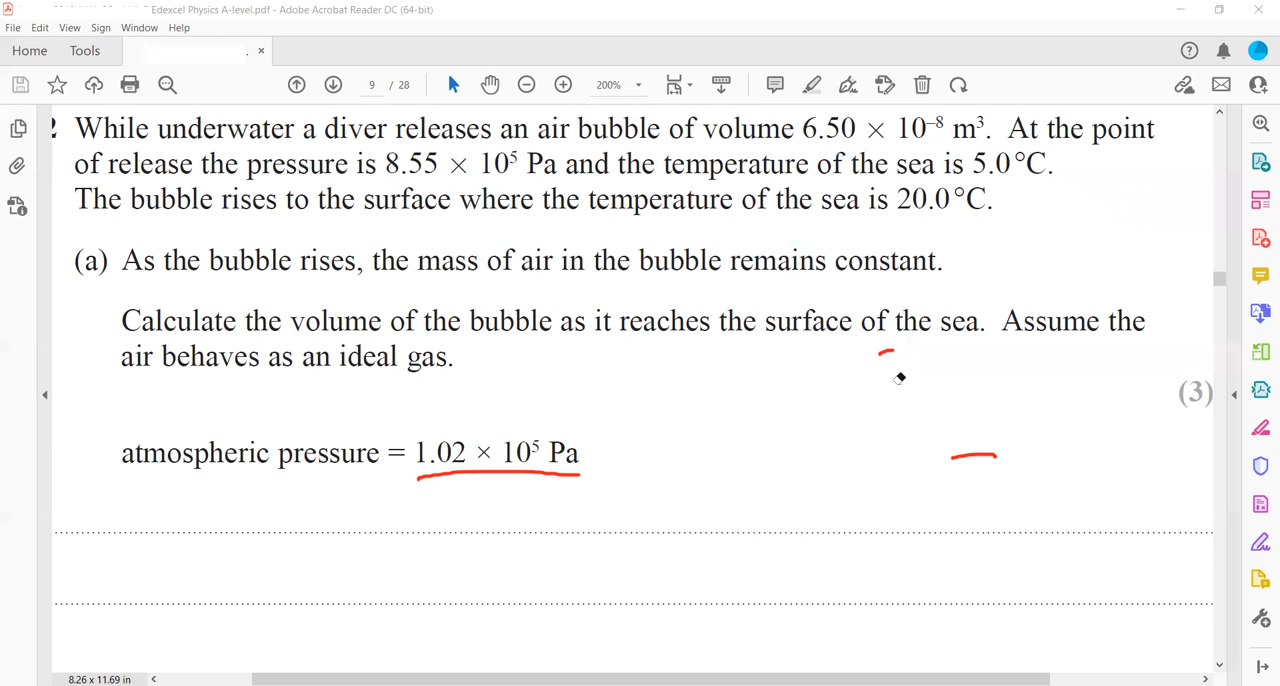 Edexcel Physics A-level.pdf - Adobe Acrobat Reader DC (64-bit)
File Edit View Sign Window Help
Home Tools
9 / 28
200%
While underwater a diver releases an air bubble of volume 6.50 × 10⁻⁸ m³. At the point
of release the pressure is 8.55 × 10⁵ Pa and the temperature of the sea is 5.0 °C.
The bubble rises to the surface where the temperature of the sea is 20.0 °C.
(a) As the bubble rises, the mass of air in the bubble remains constant.
Calculate the volume of the bubble as it reaches the surface of the sea. Assume the
air behaves as an ideal gas.
(3)
atmospheric pressure = 1.02 × 10⁵ Pa
8.26 x 11.69 in